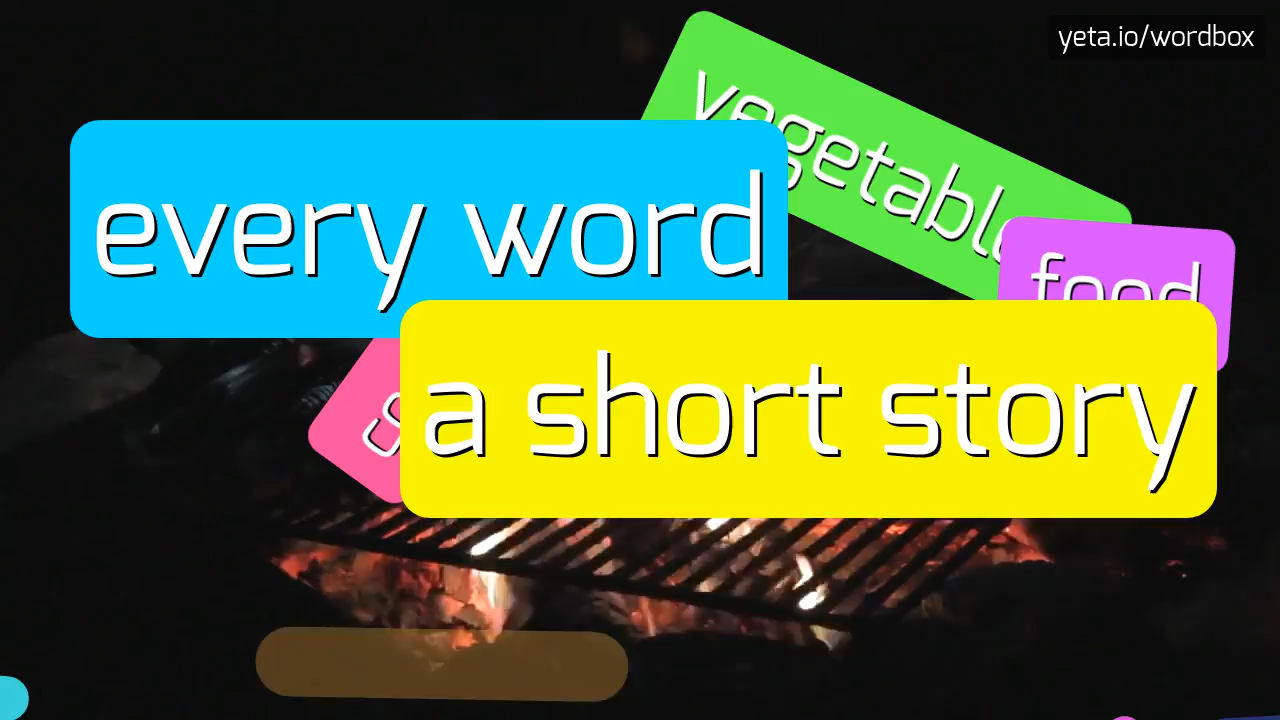 yeta.io/wordbox
vegetable
food
every word
a short story